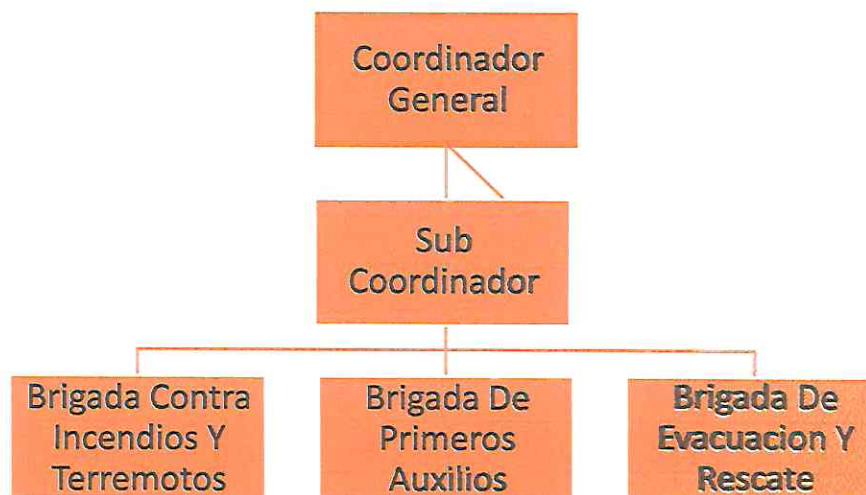 Coordinador
General
Sub
Coordinador
Brigada Contra
Incendios Y
Terremotos
Brigada De
Primeros
Auxilios
Brigada De
Evacuacion Y
Rescate